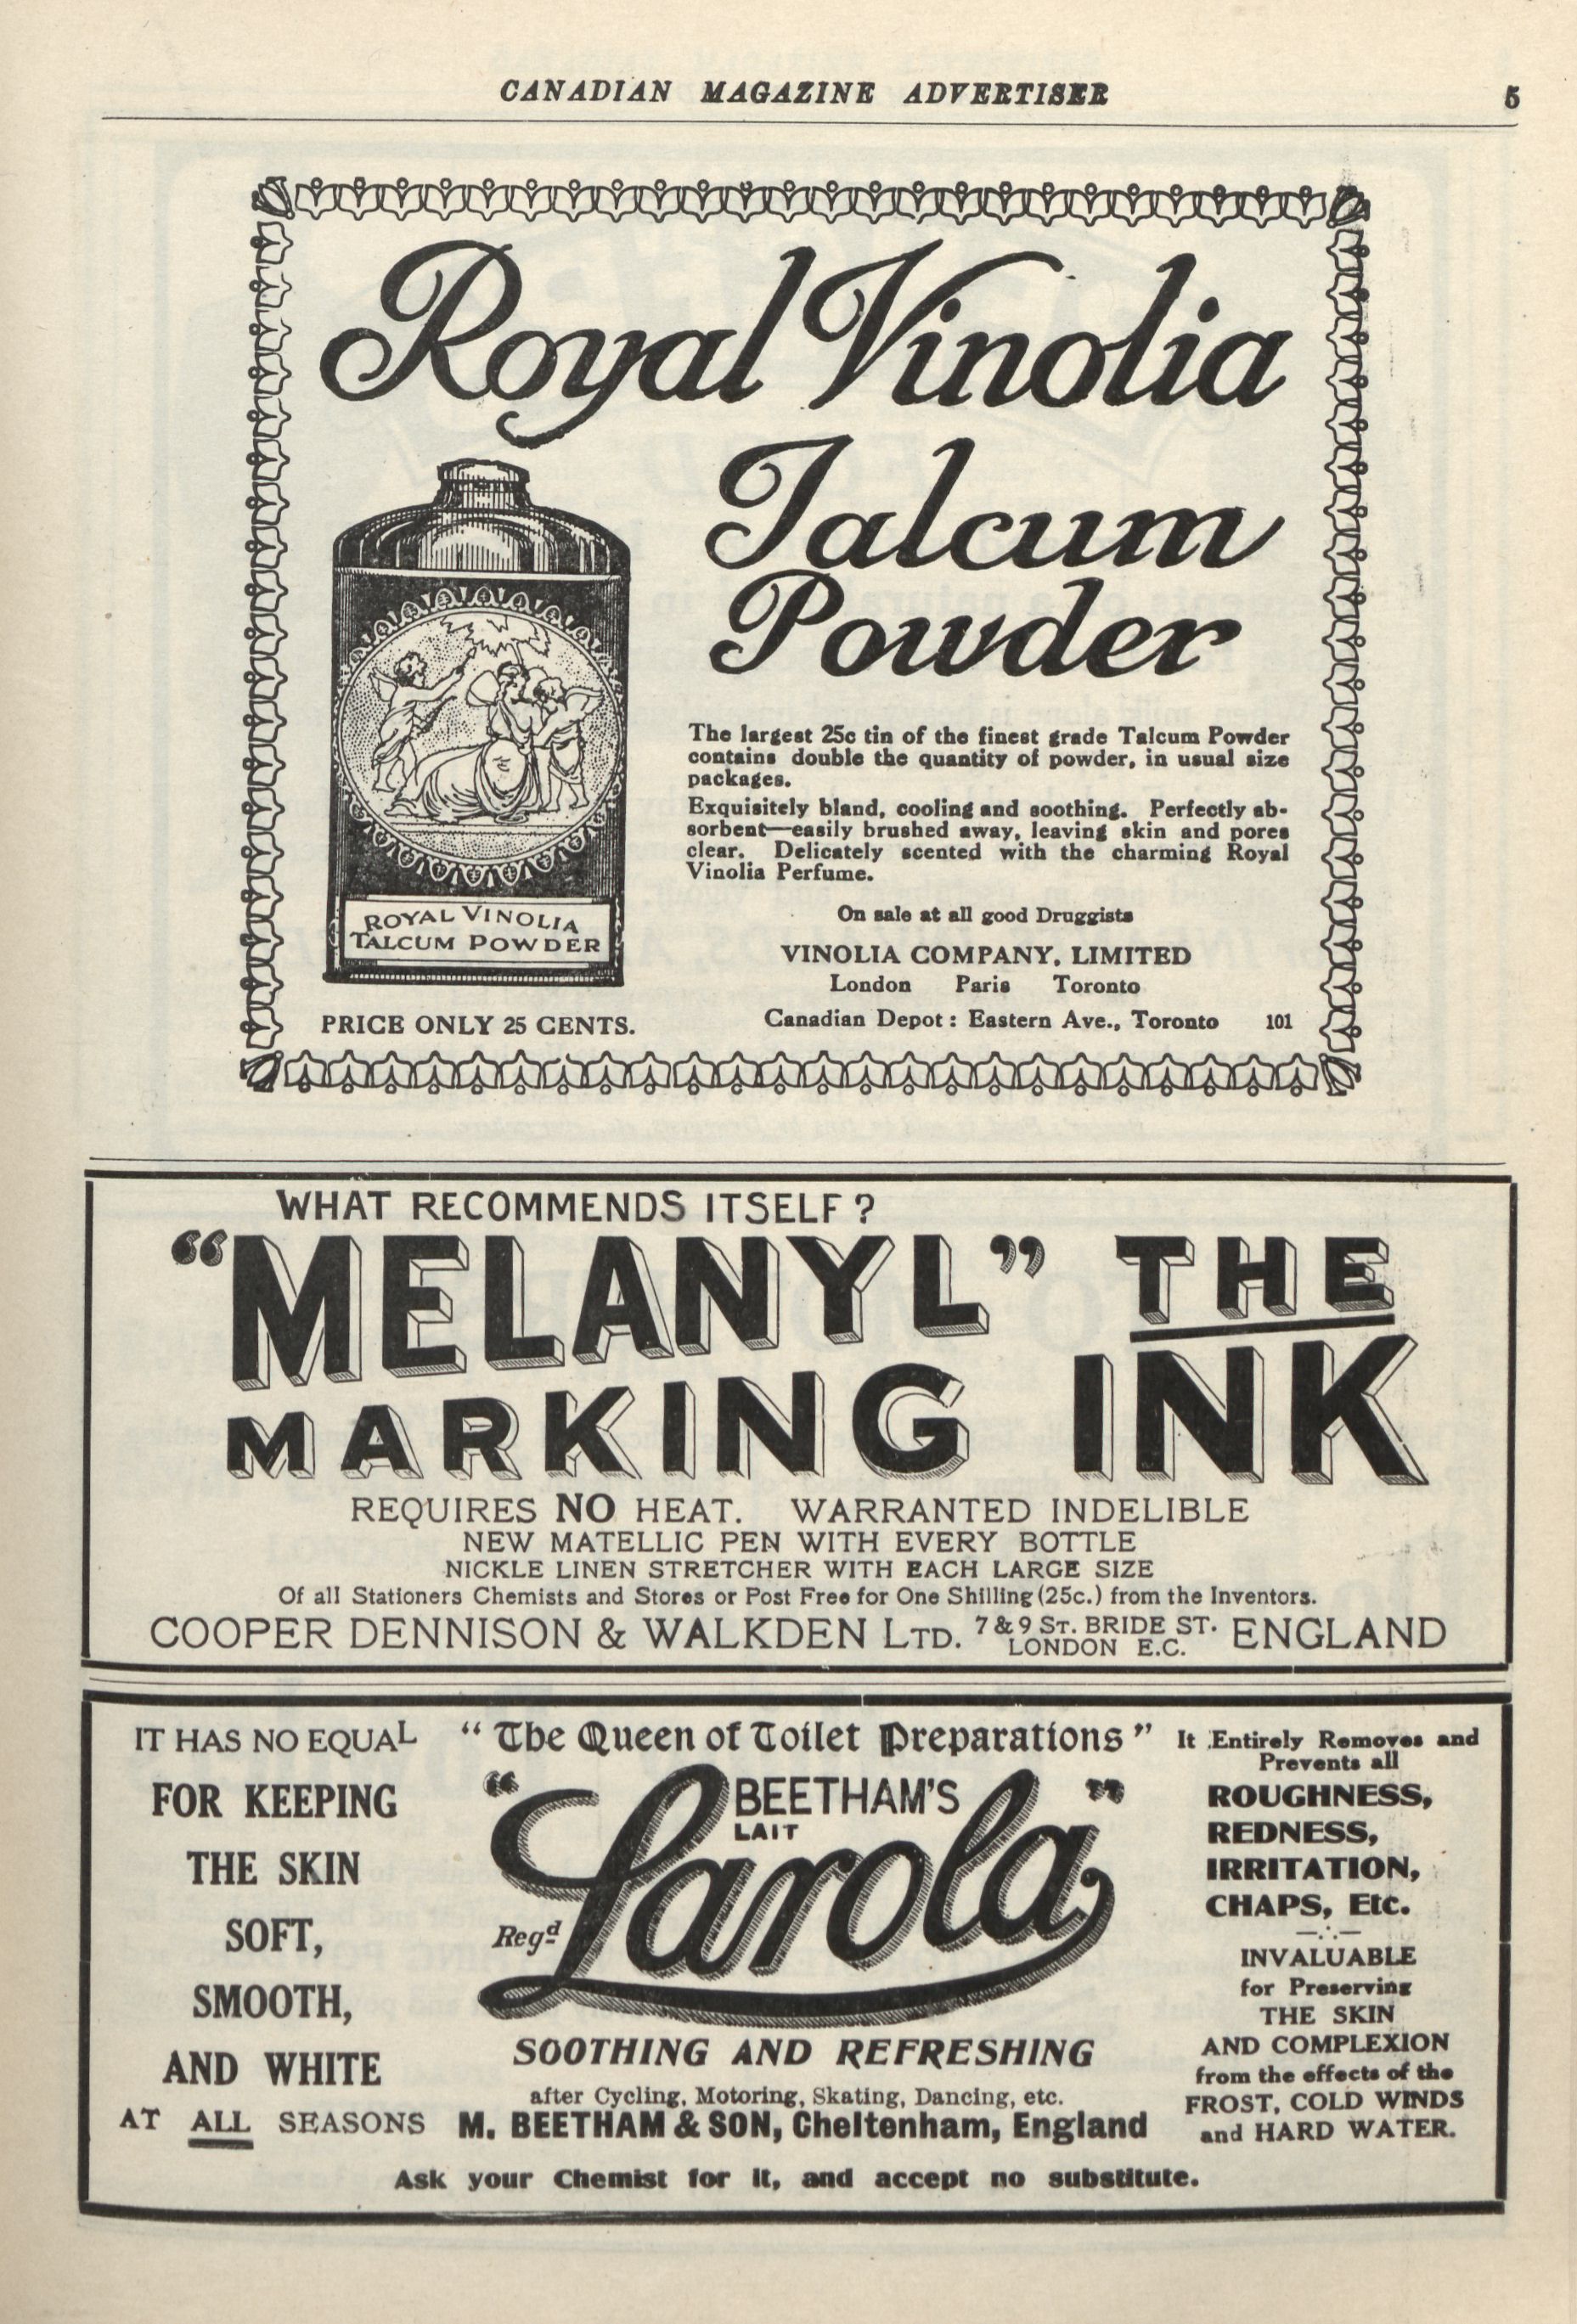 CANADIAN MAGAZINE ADVERTISER 5
Royal Vinolia
Talcum
Powder
ROYAL VINOLIA
TALCUM POWDER
PRICE ONLY 25 CENTS.
The largest 25c tin of the finest grade Talcum Powder
contains double the quantity of powder, in usual size
packages.
Exquisitely bland, cooling and soothing. Perfectly ab-
sorbent—easily brushed away, leaving skin and pores
clear. Delicately scented with the charming Royal
Vinolia Perfume.
On sale at all good Druggists
VINOLIA COMPANY, LIMITED
London Paris Toronto
Canadian Depot: Eastern Ave., Toronto 101
WHAT RECOMMENDS ITSELF?
"MELANYL" THE
MARKING INK
REQUIRES NO HEAT. WARRANTED INDELIBLE
NEW MATELLIC PEN WITH EVERY BOTTLE
NICKLE LINEN STRETCHER WITH EACH LARGE SIZE
Of all Stationers Chemists and Stores or Post Free for One Shilling (25c.) from the Inventors.
COOPER DENNISON & WALKDEN LTD. 7 & 9 ST. BRIDE ST. LONDON E.C. ENGLAND
IT HAS NO EQUAL
FOR KEEPING
THE SKIN
SOFT,
SMOOTH,
AND WHITE
AT ALL SEASONS
"The Queen of Toilet Preparations"
BEETHAM'S
LAIT
"Larola"
Regd
SOOTHING AND REFRESHING
after Cycling, Motoring, Skating, Dancing, etc.
M. BEETHAM & SON, Cheltenham, England
It Entirely Removes and
Prevents all
ROUGHNESS,
REDNESS,
IRRITATION,
CHAPS, Etc.
INVALUABLE
for Preserving
THE SKIN
AND COMPLEXION
from the effects of the
FROST, COLD WINDS
and HARD WATER.
Ask your Chemist for it, and accept no substitute.